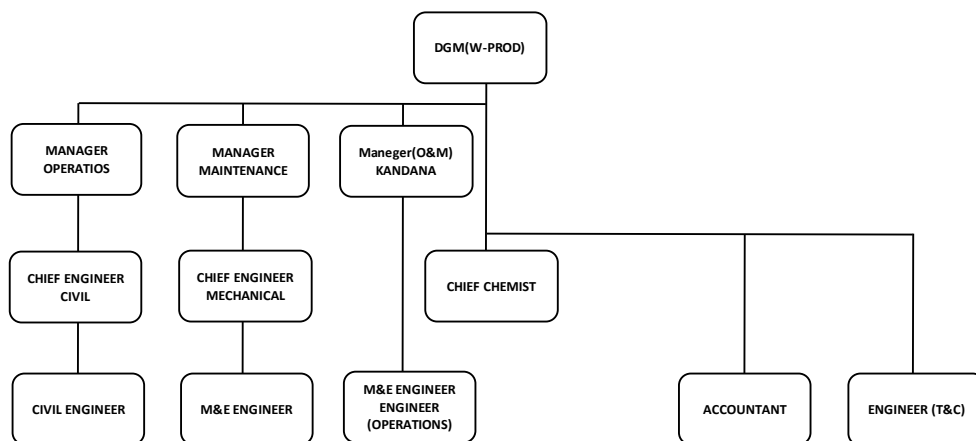 DGM(W-PROD)
MANAGER
OPERATIOS
MANAGER
MAINTENANCE
Maneger(O&M)
KANDANA
CHIEF ENGINEER
CIVIL
CHIEF ENGINEER
MECHANICAL
CHIEF CHEMIST
CIVIL ENGINEER
M&E ENGINEER
M&E ENGINEER
ENGINEER
(OPERATIONS)
ACCOUNTANT
ENGINEER (T&C)